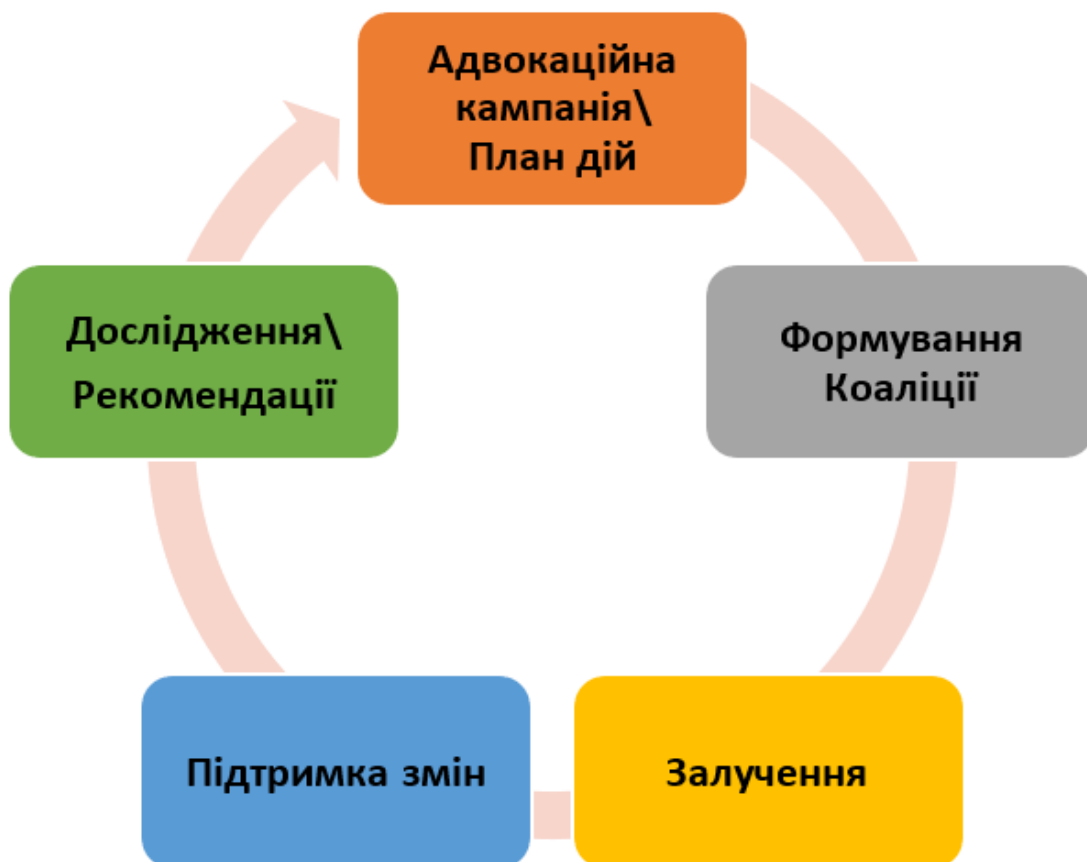 Адвокаційна
кампанія\
План дій
Формування
Коаліції
Залучення
Підтримка змін
Дослідження\
Рекомендації